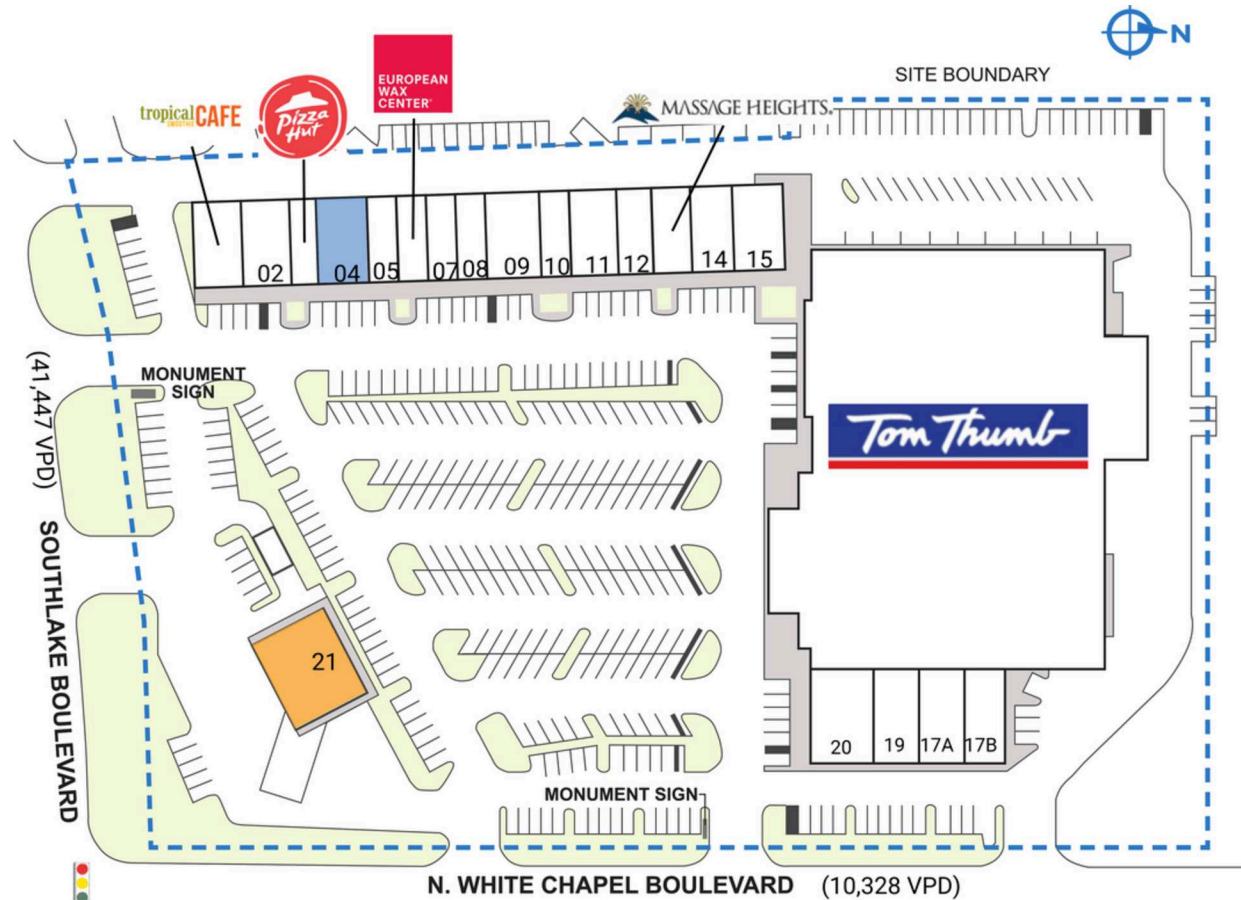 N
SITE BOUNDARY
EUROPEAN
WAX
CENTER
tropical CAFE
SMOOTHIE
Pizza
Hut
MASSAGE HEIGHTS.
02
04
05
07
08
09
10
11
12
14
15
MONUMENT
SIGN
(41,447 VPD)
SOUTHLAKE BOULEVARD
Tom Thumb
21
20
19
17A
17B
MONUMENT SIGN
N. WHITE CHAPEL BOULEVARD (10,328 VPD)